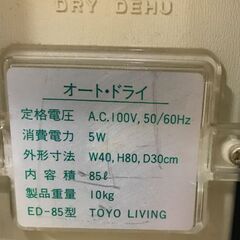 DRY DEHU
オート・ドライ
定格電圧 A.C.100V, 50/60Hz
消費電力 5W
外形寸法 W40, H80, D30cm
内容積 85ℓ
製品重量 10kg
ED-85型 TOYO LIVING